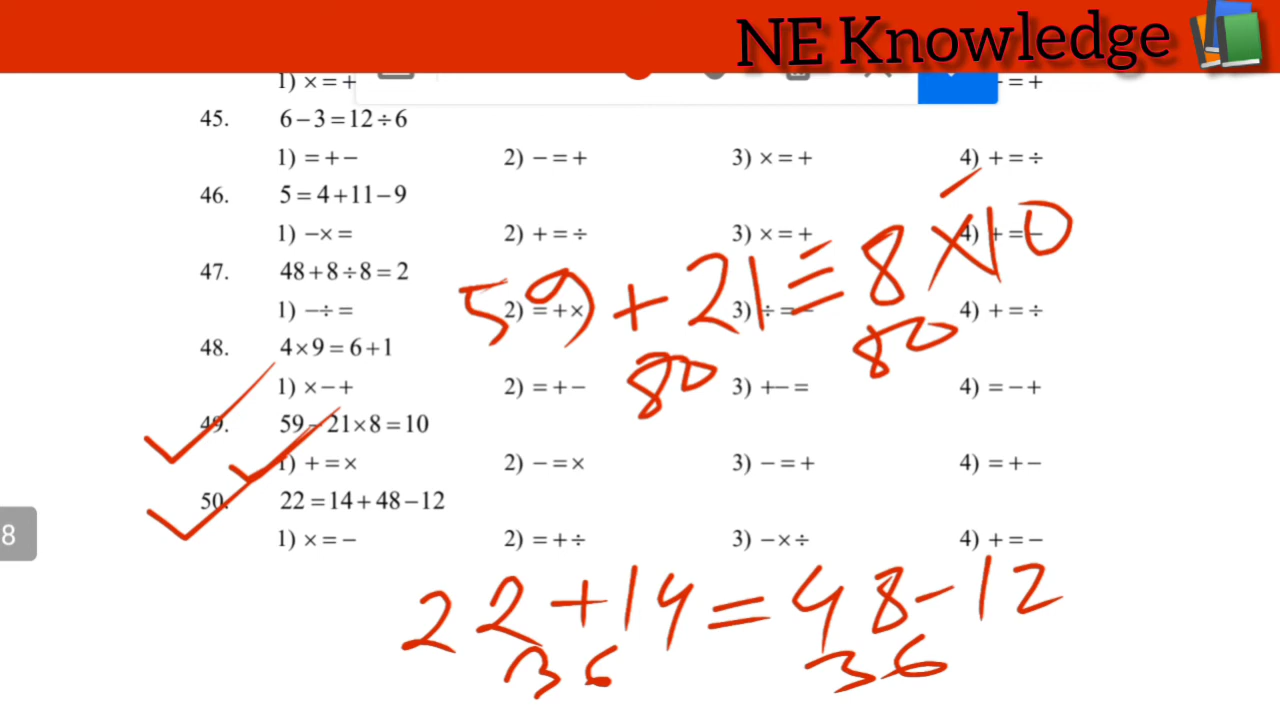 NE Knowledge
1) × = +
= +
45. 6 − 3 = 12 ÷ 6
1) = + − 2) − = + 3) × = + 4) + = ÷
46. 5 = 4 + 11 − 9
1) − × = 2) + = ÷ 3) × = + 4) + = −
59 + 21 = 8 × 10
47. 48 + 8 ÷ 8 = 2
1) − ÷ = 2) = + × 3) ÷ = − 4) + = ÷
80 80
48. 4 × 9 = 6 + 1
1) × − + 2) = + − 3) + − = 4) = − +
49. 59 − 21 × 8 = 10
1) + = × 2) − = × 3) − = + 4) = + −
50. 22 = 14 + 48 − 12
8
1) × = − 2) = + ÷ 3) − × ÷ 4) + = −
22 + 14 = 48 − 12
36 36